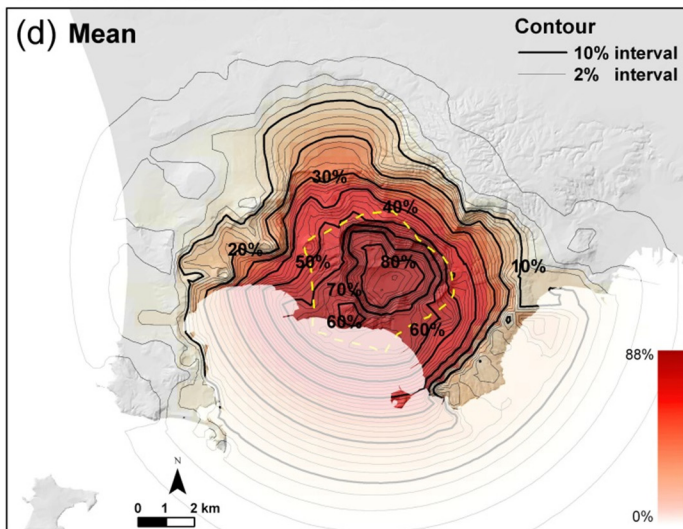 (d) Mean
Contour
10% interval
2% interval
30%
40%
20%
50%
80%
10%
70%
60%
60%
88%
0%
N
0 1 2 km